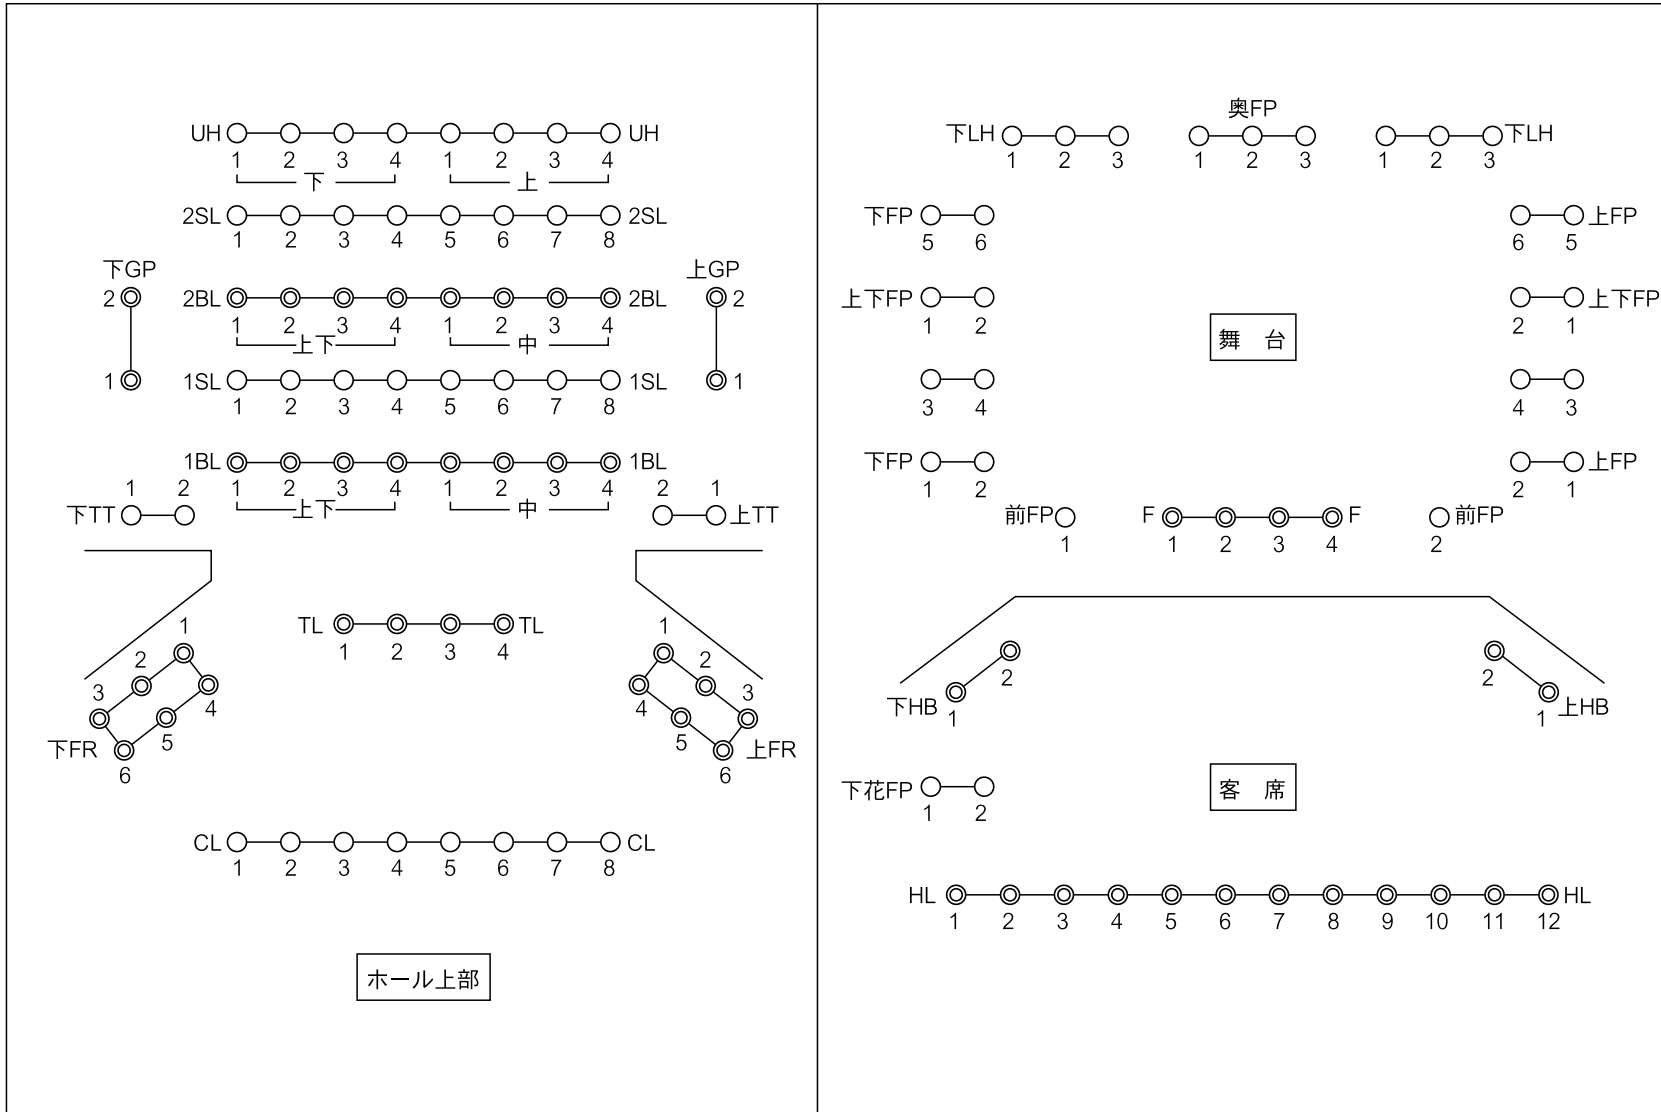 UH UH
1 2 3 4 1 2 3 4
下 上
2SL 2SL
1 2 3 4 5 6 7 8
下GP 上GP
2 2BL 2BL 2
1 2 3 4 1 2 3 4
上下 中
1 1SL 1SL 1
1 2 3 4 5 6 7 8
1BL 1BL
1 2 1 2 3 4 1 2 3 4 2 1
下TT 上下 中 上TT
TL TL
1 2 3 4
1 2 3 4 5 6
下FR
1 2 3 4 5 6
上FR
CL CL
1 2 3 4 5 6 7 8
ホール上部
奥FP
下LH 下LH
1 2 3 1 2 3 1 2 3
下FP 上FP
5 6 6 5
上下FP 上下FP
1 2 2 1
舞 台
3 4 4 3
下FP 上FP
1 2 2 1
前FP F F 前FP
1 1 2 3 4 2
2 2
下HB 1 1 上HB
下花FP
1 2
客 席
HL HL
1 2 3 4 5 6 7 8 9 10 11 12